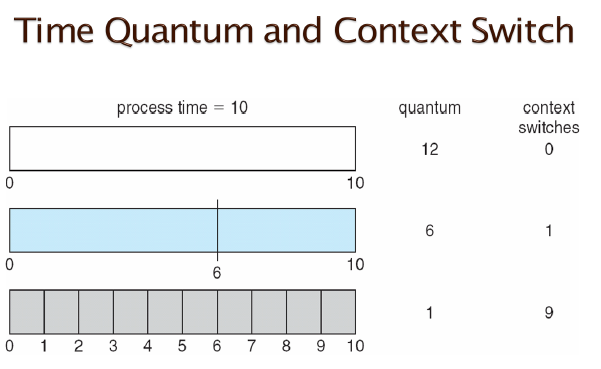 Time Quantum and Context Switch
process time = 10 quantum context
switches
12 0
0 10
6 1
0 6 10
1 9
0 1 2 3 4 5 6 7 8 9 10